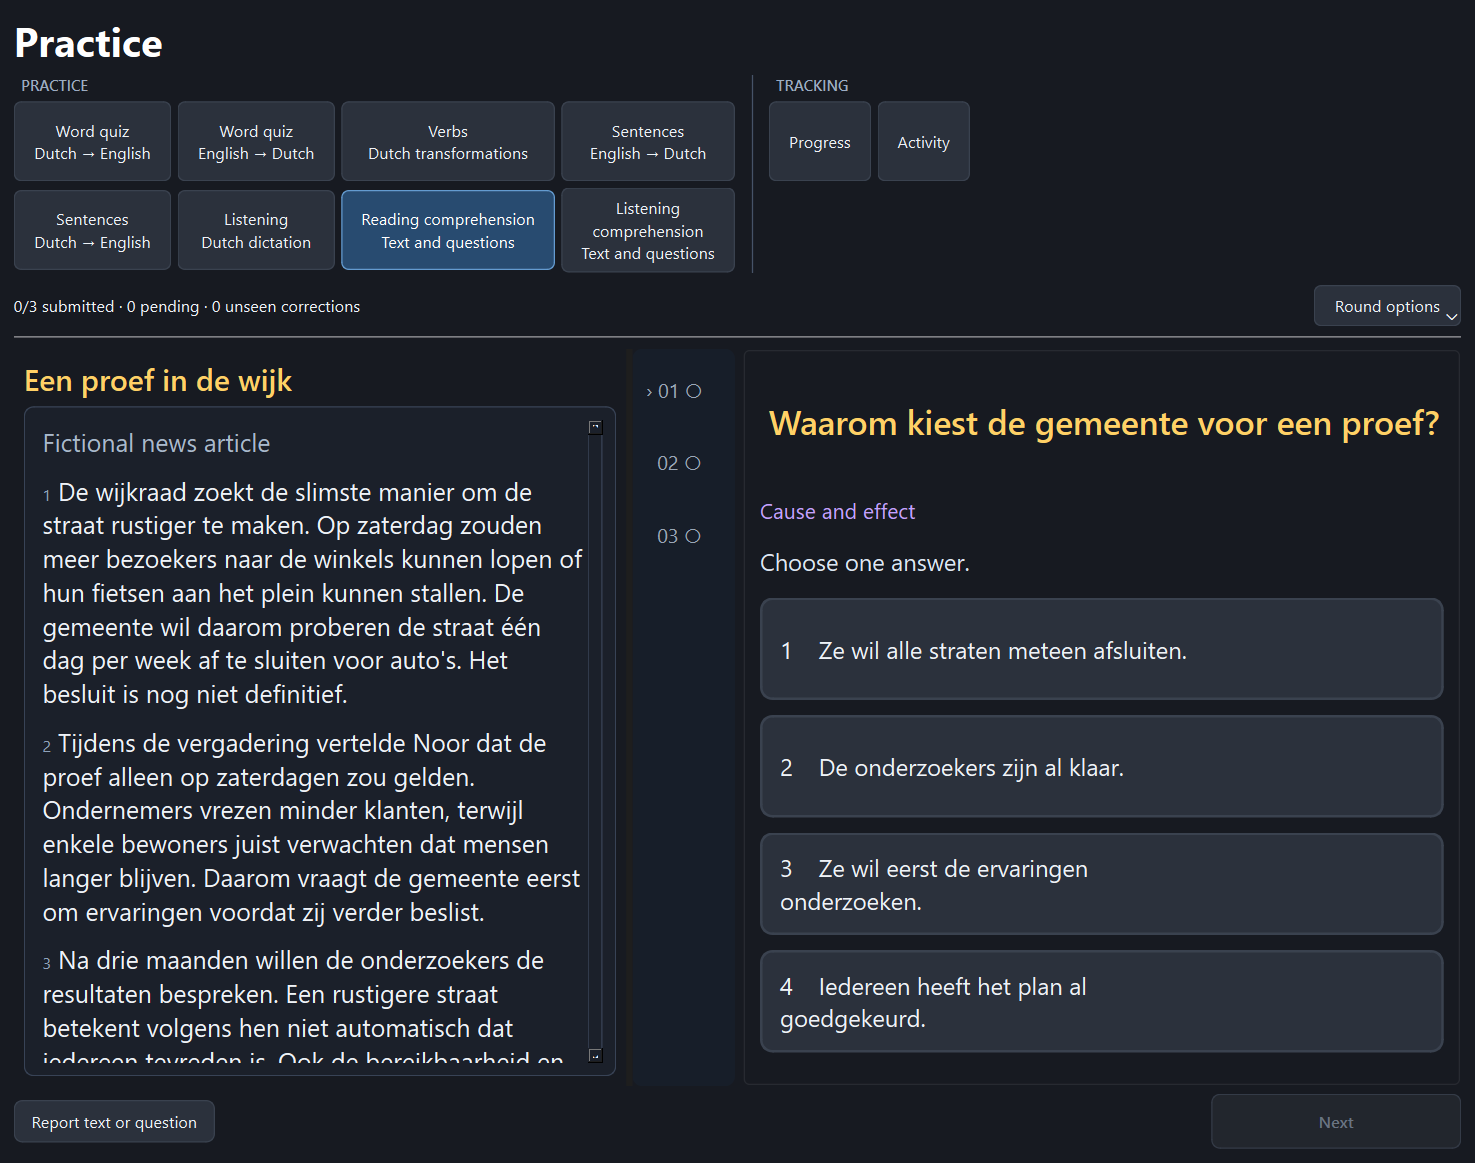 Practice
PRACTICE
TRACKING
Word quiz
Dutch → English
Word quiz
English → Dutch
Verbs
Dutch transformations
Sentences
English → Dutch
Progress
Activity
Sentences
Dutch → English
Listening
Dutch dictation
Reading comprehension
Text and questions
Listening
comprehension
Text and questions
0/3 submitted · 0 pending · 0 unseen corrections
Round options
Een proef in de wijk
Fictional news article
1 De wijkraad zoekt de slimste manier om de
straat rustiger te maken. Op zaterdag zouden
meer bezoekers naar de winkels kunnen lopen of
hun fietsen aan het plein kunnen stallen. De
gemeente wil daarom proberen de straat één
dag per week af te sluiten voor auto's. Het
besluit is nog niet definitief.
2 Tijdens de vergadering vertelde Noor dat de
proef alleen op zaterdagen zou gelden.
Ondernemers vrezen minder klanten, terwijl
enkele bewoners juist verwachten dat mensen
langer blijven. Daarom vraagt de gemeente eerst
om ervaringen voordat zij verder beslist.
3 Na drie maanden willen de onderzoekers de
resultaten bespreken. Een rustigere straat
betekent volgens hen niet automatisch dat
iedereen tevreden is. Ook de bereikbaarheid en
› 01
02
03
Waarom kiest de gemeente voor een proef?
Cause and effect
Choose one answer.
1 Ze wil alle straten meteen afsluiten.
2 De onderzoekers zijn al klaar.
3 Ze wil eerst de ervaringen
onderzoeken.
4 Iedereen heeft het plan al
goedgekeurd.
Report text or question
Next